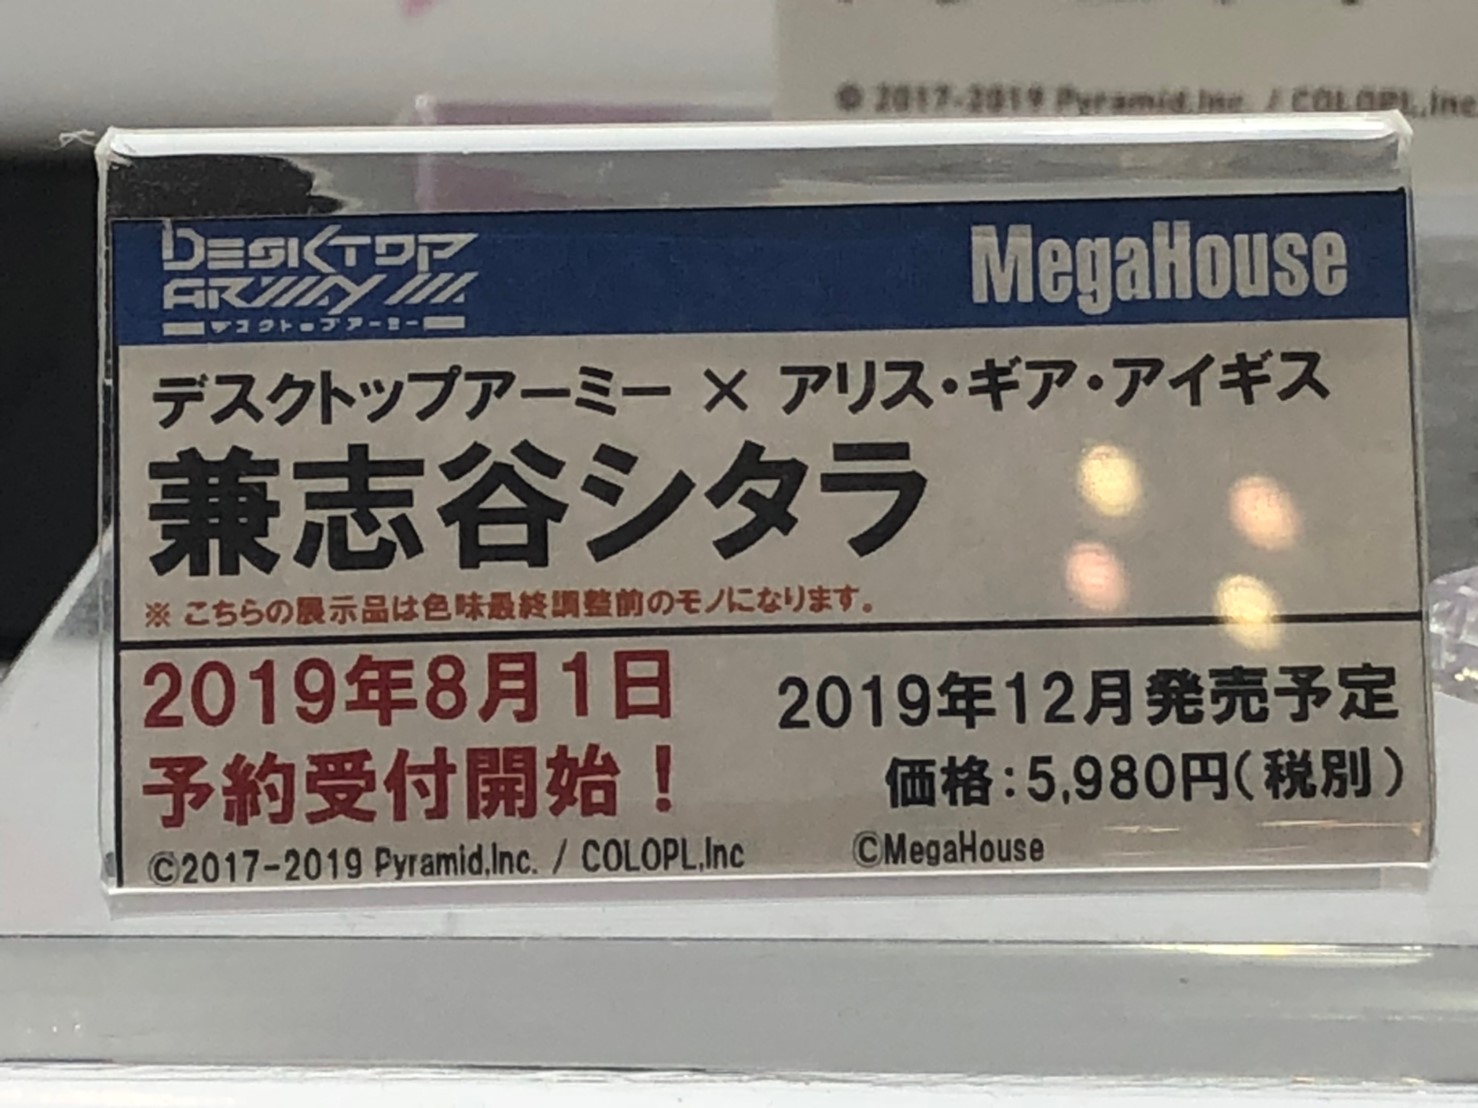 © 2017-2019 Pyramid,Inc. / COLOPL,Inc
DESKTOP
ARMY
デスクトップアーミー
MegaHouse
デスクトップアーミー × アリス・ギア・アイギス
兼志谷シタラ
※ こちらの展示品は色味最終調整前のモノになります。
2019年8月1日
予約受付開始！
2019年12月発売予定
価格：5,980円（税別）
©2017-2019 Pyramid,Inc. / COLOPL,Inc
©MegaHouse